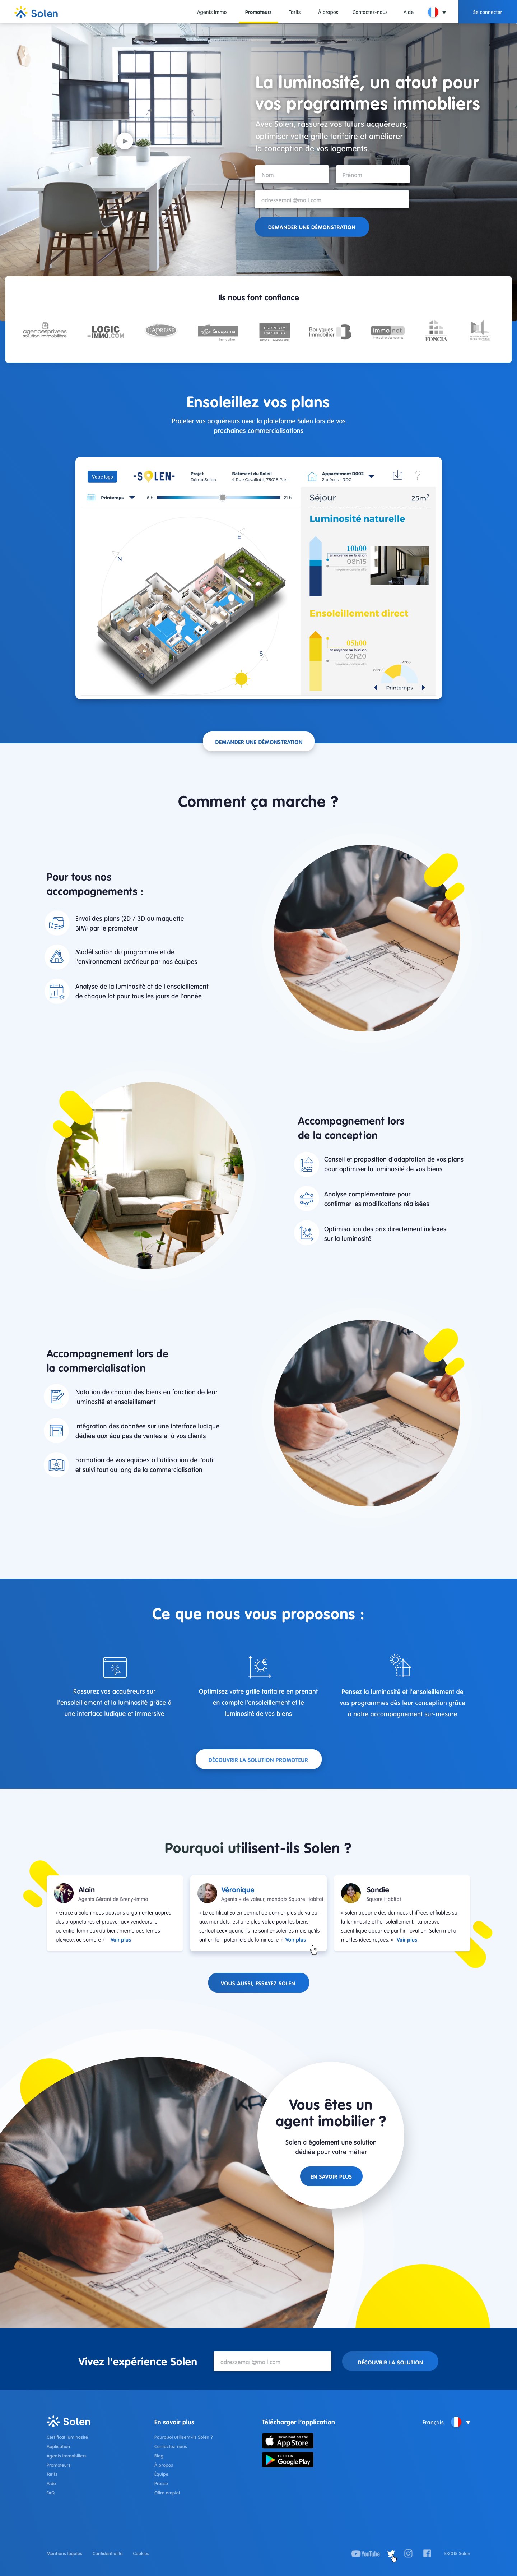 Solen
Agents Immo
Promoteurs
Tarifs
À propos
Contactez-nous
Aide
Se connecter
La luminosité, un atout pour
vos programmes immobliers
Avec Solen, rassurez vos futurs acquéreurs,
optimiser votre grille tarifaire et améliorer
la conception de vos logements.
Nom
Prénom
adressemail@mail.com
DEMANDER UNE DÉMONSTRATION
Ils nous font confiance
agencesprivées
solution immobilière
LOGIC
-IMMO.COM
L'ADRESSE
Groupama
PROPERTY
PARTNERS
Bouygues
Immobilier
immo not
FONCIA
Ensoleillez vos plans
Projeter vos acquéreurs avec la plateforme Solen lors de vos
prochaines commercialisations
Votre logo
-SOLEN-
Projet
Démo Solen
Bâtiment du Soleil
4 Rue Cavallotti, 75018 Paris
Appartement D002
2 pièces - RDC
Printemps
6 h
21 h
N
E
S
Séjour
25m²
Luminosité naturelle
10h00
en moyenne sur la saison
08h15
Ensoleillement direct
05h00
en moyenne sur la saison
02h20
Printemps
DEMANDER UNE DÉMONSTRATION
Comment ça marche ?
Pour tous nos
accompagnements :
Envoi des plans (2D / 3D ou maquette
BIM) par le promoteur
Modélisation du programme et de
l'environnement extérieur par nos équipes
Analyse de la luminosité et de l'ensoleillement
de chaque lot pour tous les jours de l'année
Accompagnement lors
de la conception
Conseil et proposition d'adaptation de vos plans
pour optimiser la luminosité de vos biens
Analyse complémentaire pour
confirmer les modifications réalisées
Optimisation des prix directement indexés
sur la luminosité
Accompagnement lors de
la commercialisation
Notation de chacun des biens en fonction de leur
luminosité et ensoleillement
Intégration des données sur une interface ludique
dédiée aux équipes de ventes et à vos clients
Formation de vos équipes à l'utilisation de l'outil
et suivi tout au long de la commercialisation
Ce que nous vous proposons :
Rassurez vos acquéreurs sur
l'ensoleillement et la luminosité grâce à
une interface ludique et immersive
Optimisez votre grille tarifaire en prenant
en compte l'ensoleillement et le
luminosité de vos biens
Pensez la luminosité et l'ensoleillement de
vos programmes dès leur conception grâce
à notre accompagnement sur-mesure
DÉCOUVRIR LA SOLUTION PROMOTEUR
Pourquoi utilisent-ils Solen ?
Alain
Agents Gérant de Breny-immo
« Grâce à Solen nous pouvons argumenter auprès
des propriétaires et prouver aux vendeurs le
potentiel lumineux du bien, même pas temps
pluvieux ou sombre » Voir plus
Véronique
Agents + de valeur, mandats Square Habitat
« Le certificat Solen permet de donner plus de valeur
aux mandats, est une plus-value pour les biens,
surtout ceux quand ils ne sont ensoleillés mais qu'ils
ont un fort potentiels de luminosité » Voir plus
Sandie
Square Habitat
« Solen apporte des données chiffrées et fiables sur
la luminosité et l'ensoleillement. La preuve
scientifique apportée par l'innovation Solen met à
mal les idées reçues. » Voir plus
VOUS AUSSI, ESSAYEZ SOLEN
Vous êtes un
agent imobilier ?
Solen a également une solution
dédiée pour votre métier
EN SAVOIR PLUS
Vivez l'expérience Solen
adressemail@mail.com
DÉCOUVRIR LA SOLUTION
Solen
Certificat luminosité
Application
Agents immobiliers
Promoteurs
Tarifs
Aide
FAQ
En savoir plus
Pourquoi utilisent ils Solen ?
Contactez nous
Blog
À propos
Équipe
Presse
Offre emploi
Télécharger l'application
Download on the
App Store
GET IT ON
Google Play
Français
Mentions légales
Confidentialité
Cookies
YouTube
©2018 Solen